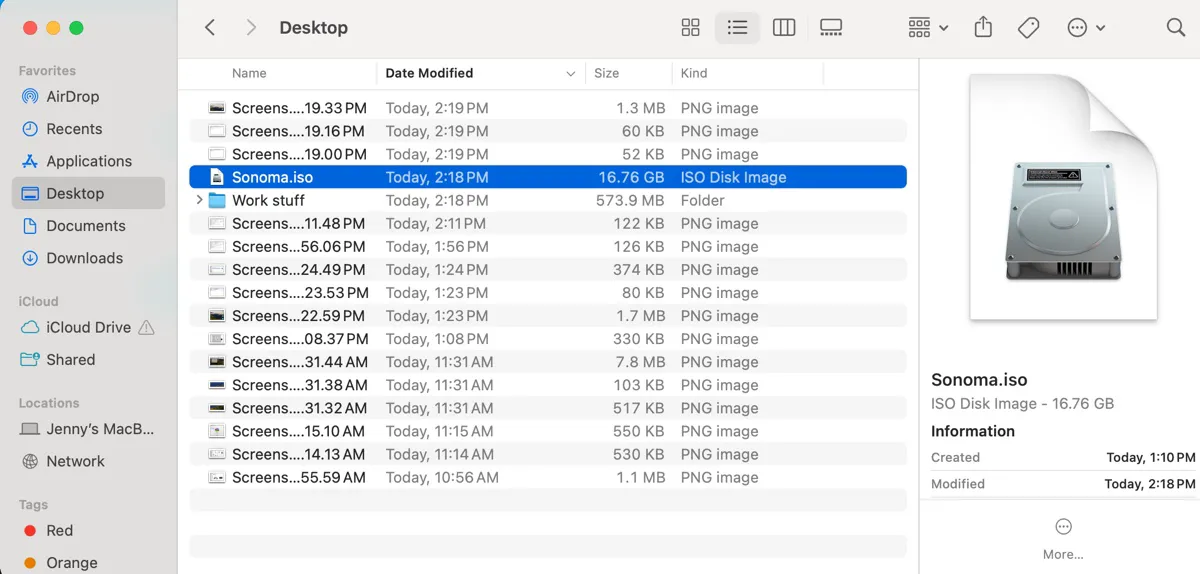 Desktop
Favorites
AirDrop
Recents
Applications
Desktop
Documents
Downloads
iCloud
iCloud Drive
Shared
Locations
Jenny's MacB...
Network
Tags
Red
Orange
Name Date Modified Size Kind
Screens....19.33 PM Today, 2:19 PM 1.3 MB PNG image
Screens....19.16 PM Today, 2:19 PM 60 KB PNG image
Screens....19.00 PM Today, 2:19 PM 52 KB PNG image
Sonoma.iso Today, 2:18 PM 16.76 GB ISO Disk Image
Work stuff Today, 2:18 PM 573.9 MB Folder
Screens....11.48 PM Today, 2:11 PM 122 KB PNG image
Screens....56.06 PM Today, 1:56 PM 126 KB PNG image
Screens....24.49 PM Today, 1:24 PM 374 KB PNG image
Screens....23.53 PM Today, 1:23 PM 80 KB PNG image
Screens....22.59 PM Today, 1:23 PM 1.7 MB PNG image
Screens....08.37 PM Today, 1:08 PM 330 KB PNG image
Screens....31.44 AM Today, 11:31 AM 7.8 MB PNG image
Screens....31.38 AM Today, 11:31 AM 103 KB PNG image
Screens....31.32 AM Today, 11:31 AM 517 KB PNG image
Screens....15.10 AM Today, 11:15 AM 550 KB PNG image
Screens....14.13 AM Today, 11:14 AM 530 KB PNG image
Screens...55.59 AM Today, 10:56 AM 1.1 MB PNG image
Sonoma.iso
ISO Disk Image - 16.76 GB
Information
Created Today, 1:10 PM
Modified Today, 2:18 PM
More...